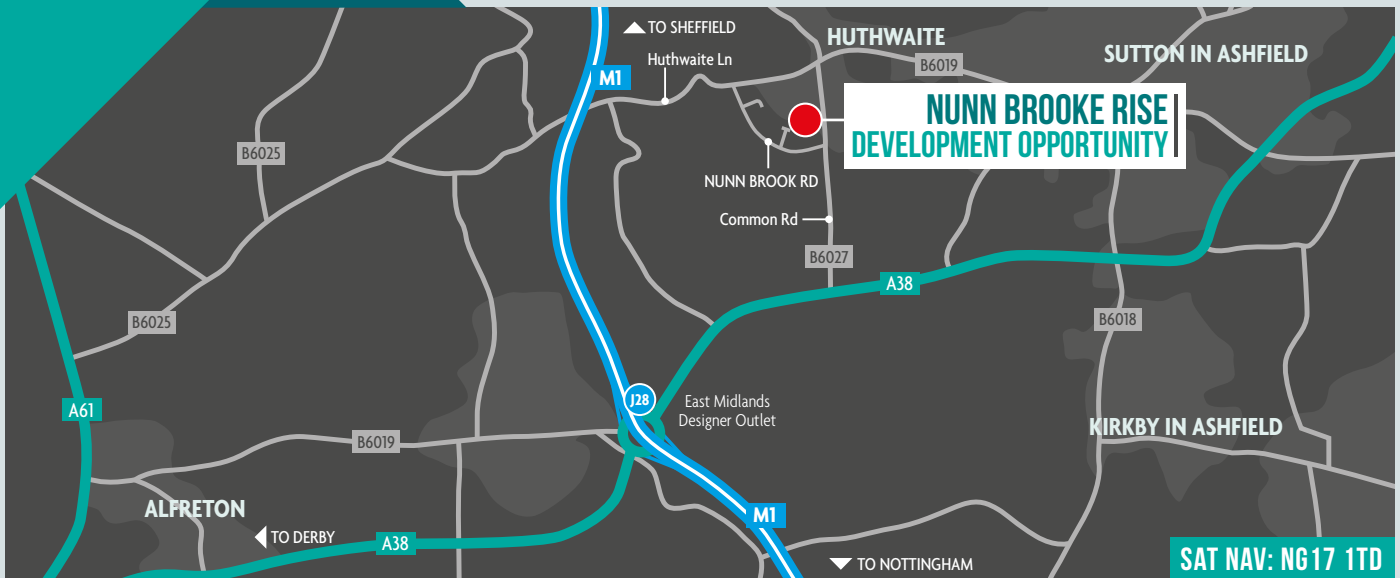 TO SHEFFIELD
HUTHWAITE
SUTTON IN ASHFIELD
Huthwaite Ln
B6019
M1
NUNN BROOKE RISE
DEVELOPMENT OPPORTUNITY
B6025
NUNN BROOK RD
Common Rd
B6027
A38
B6025
B6018
J28
East Midlands
Designer Outlet
A61
KIRKBY IN ASHFIELD
B6019
ALFRETON
M1
TO DERBY
A38
TO NOTTINGHAM
SAT NAV: NG17 1TD